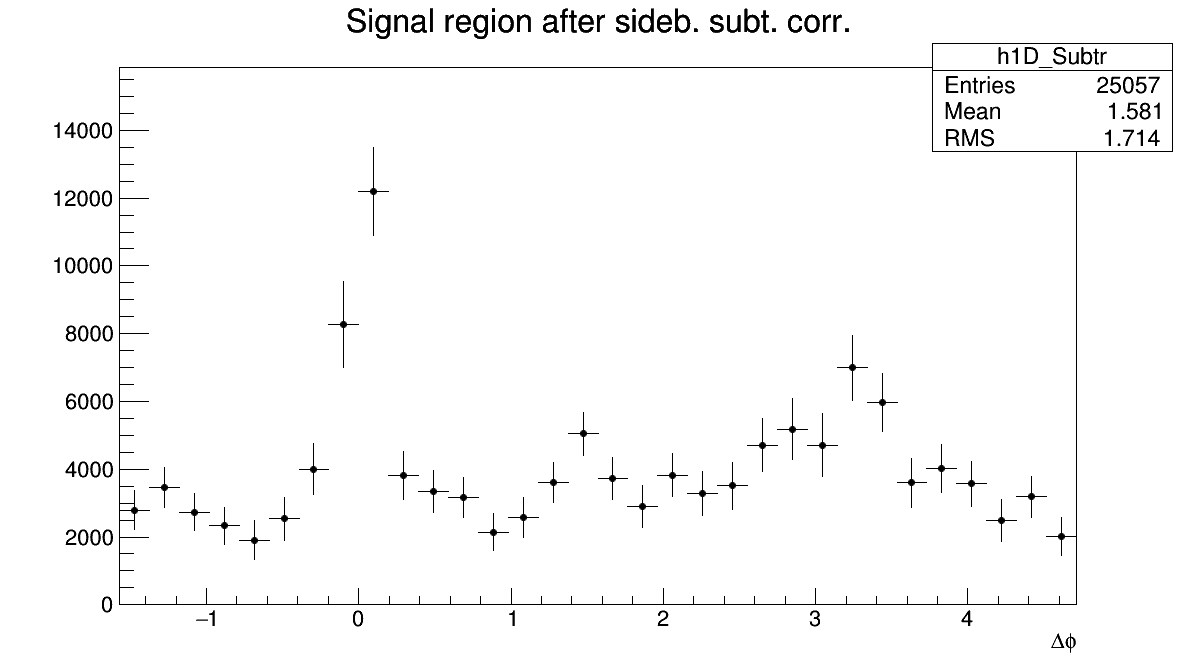 Signal region after sideb. subt. corr.
h1D_Subtr
Entries 25057
Mean 1.581
RMS 1.714
14000
12000
10000
8000
6000
4000
2000
0
−1 0 1 2 3 4
Δϕ